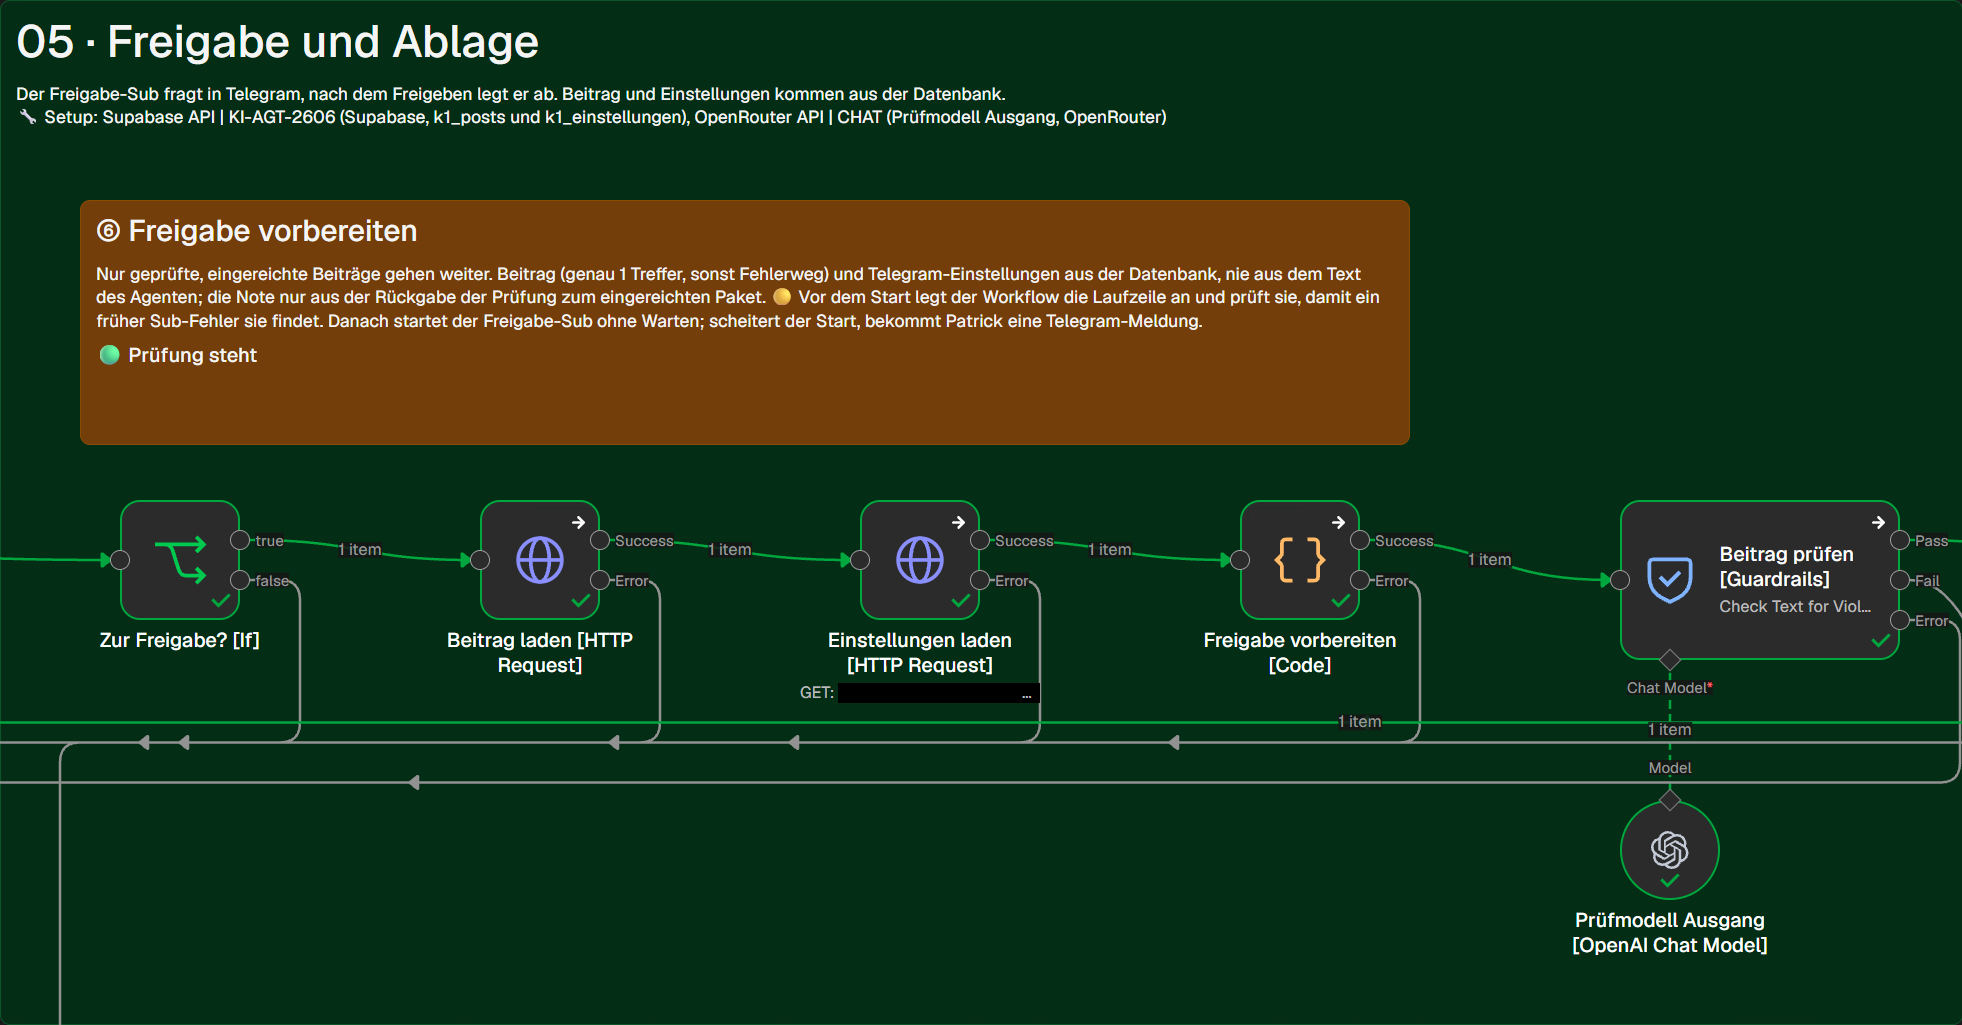 05 · Freigabe und Ablage
Der Freigabe-Sub fragt in Telegram, nach dem Freigeben legt er ab. Beitrag und Einstellungen kommen aus der Datenbank.
🔧 Setup: Supabase API | KI-AGT-2606 (Supabase, k1_posts und k1_einstellungen), OpenRouter API | CHAT (Prüfmodell Ausgang, OpenRouter)
⑥ Freigabe vorbereiten
Nur geprüfte, eingereichte Beiträge gehen weiter. Beitrag (genau 1 Treffer, sonst Fehlerweg) und Telegram-Einstellungen aus der Datenbank, nie aus dem Text
des Agenten; die Note nur aus der Rückgabe der Prüfung zum eingereichten Paket. 🟡 Vor dem Start legt der Workflow die Laufzeile an und prüft sie, damit ein
früher Sub-Fehler sie findet. Danach startet der Freigabe-Sub ohne Warten; scheitert der Start, bekommt Patrick eine Telegram-Meldung.
🟢 Prüfung steht
true
1 item
false
Zur Freigabe? [If]
Success
1 item
Error
Beitrag laden [HTTP
Request]
Success
1 item
Error
Einstellungen laden
[HTTP Request]
GET:
...
Success
1 item
Error
Freigabe vorbereiten
[Code]
Beitrag prüfen
[Guardrails]
Check Text for Viol...
Pass
Fail
Error
Chat Model*
1 item
1 item
Model
Prüfmodell Ausgang
[OpenAI Chat Model]